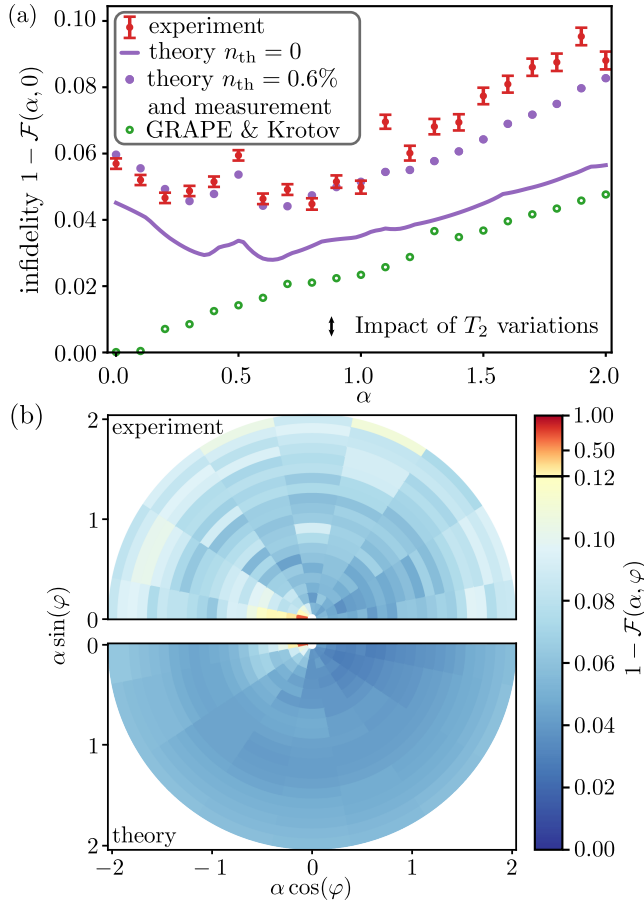 (a)
0.10
0.08
0.06
0.04
0.02
0.00
infidelity 1 − F(α, 0)
experiment
theory n_th = 0
theory n_th = 0.6%
and measurement
GRAPE & Krotov
Impact of T_2 variations
0.0 0.5 1.0 1.5 2.0
α
(b)
2
1
0
experiment
0
1
2
theory
α sin(φ)
−2 −1 0 1 2
α cos(φ)
1.00
0.50
0.12
0.10
0.08
0.06
0.04
0.02
0.00
1 − F(α, φ)